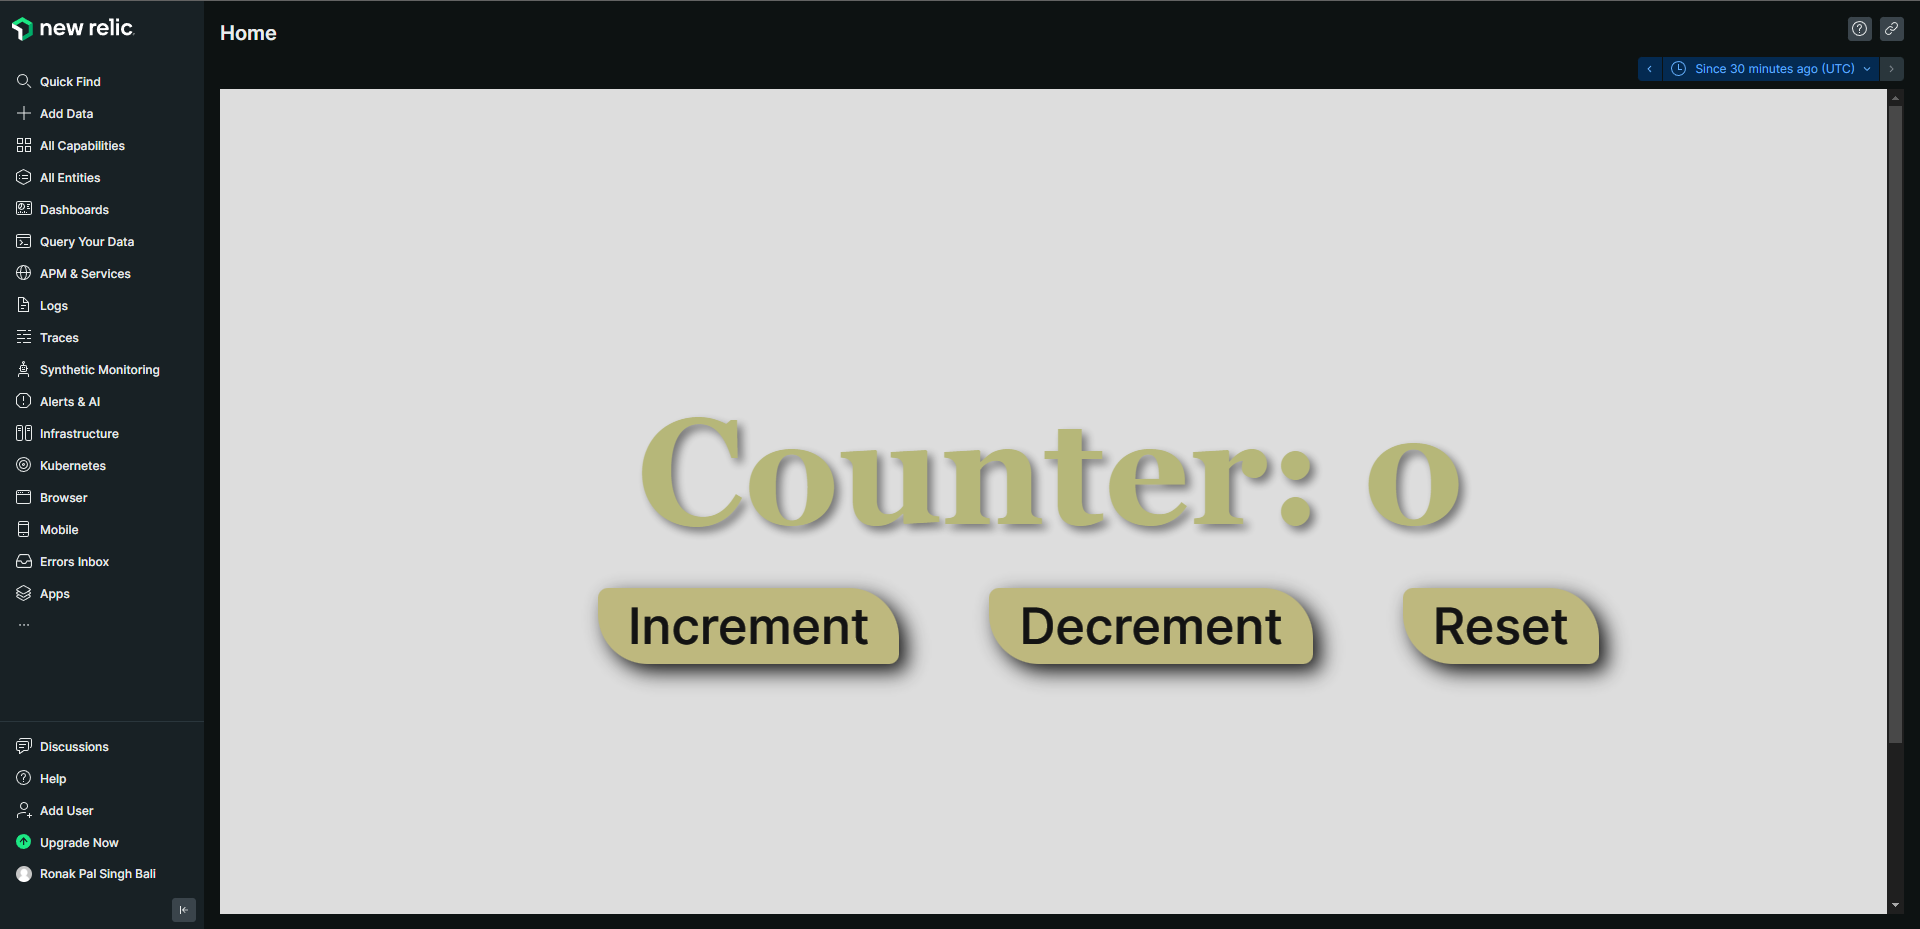 new relic
Home
Since 30 minutes ago (UTC)
Quick Find
Add Data
All Capabilities
All Entities
Dashboards
Query Your Data
APM & Services
Logs
Traces
Synthetic Monitoring
Alerts & AI
Infrastructure
Kubernetes
Browser
Mobile
Errors Inbox
Apps
...
Discussions
Help
Add User
Upgrade Now
Ronak Pal Singh Bali
Counter: 0
Increment Decrement Reset